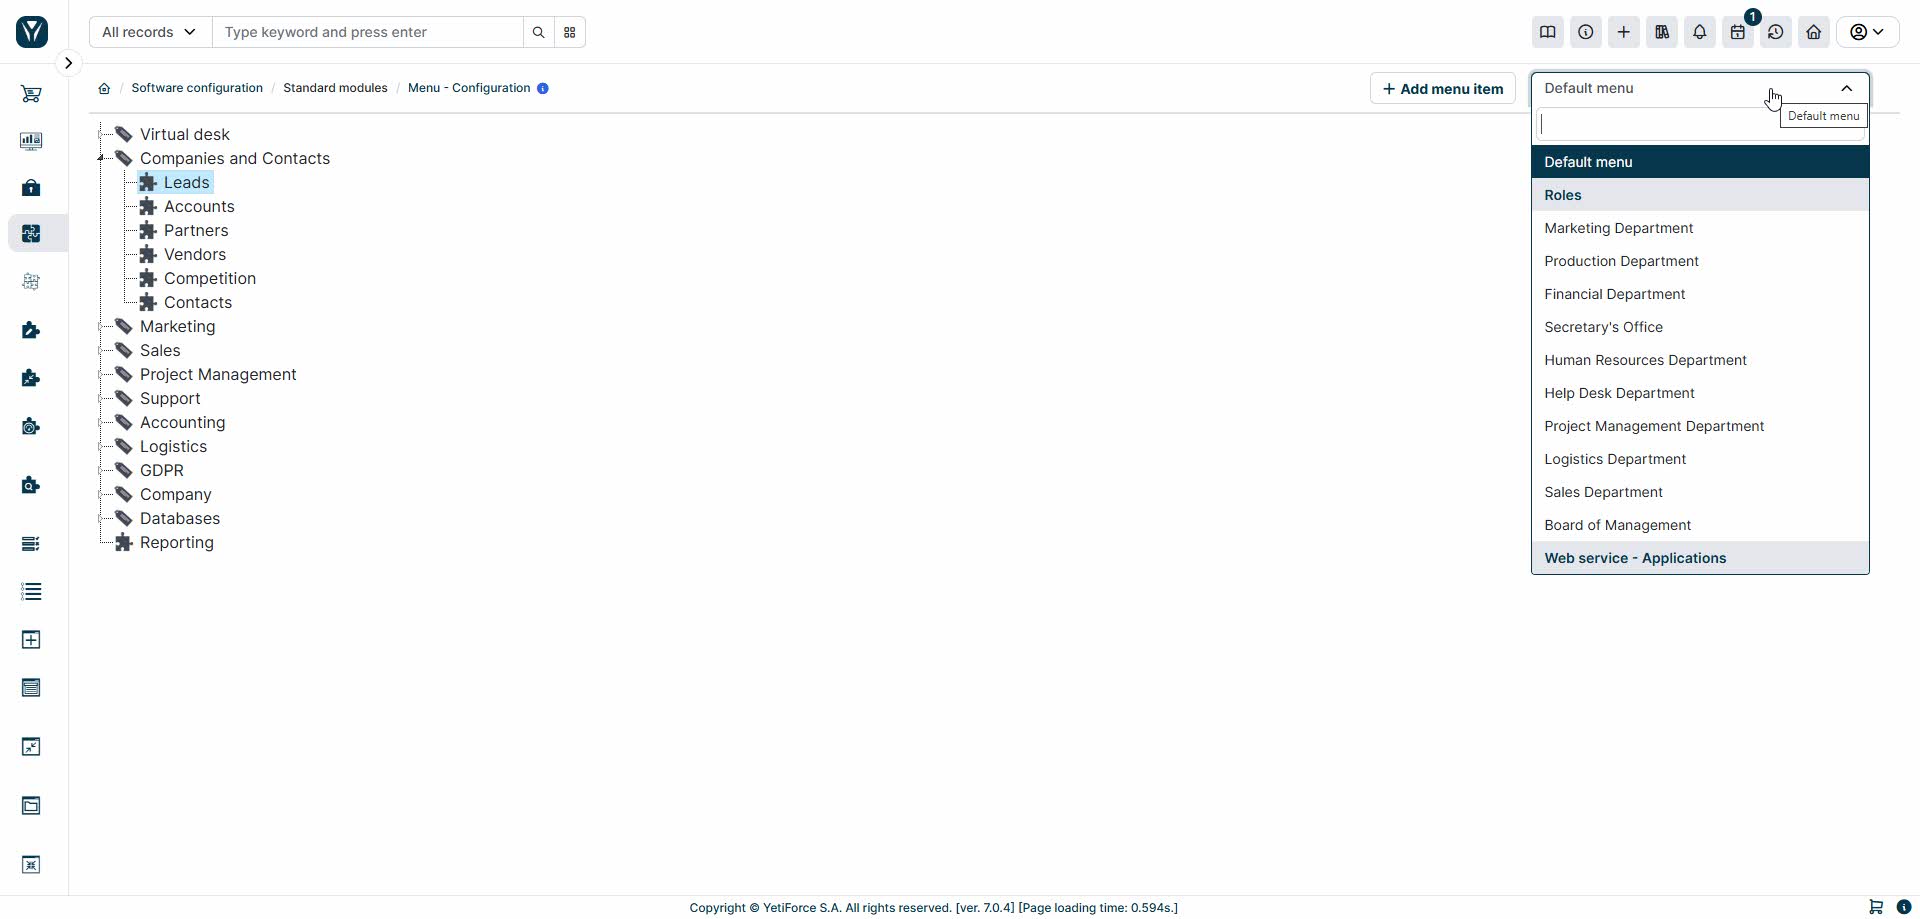 All records
Type keyword and press enter
1
Software configuration / Standard modules / Menu - Configuration
+ Add menu item
Default menu
Default menu
Virtual desk
Companies and Contacts
Leads
Accounts
Partners
Vendors
Competition
Contacts
Marketing
Sales
Project Management
Support
Accounting
Logistics
GDPR
Company
Databases
Reporting
Default menu
Roles
Marketing Department
Production Department
Financial Department
Secretary's Office
Human Resources Department
Help Desk Department
Project Management Department
Logistics Department
Sales Department
Board of Management
Web service - Applications
Copyright © YetiForce S.A. All rights reserved. [ver. 7.0.4] [Page loading time: 0.594s.]